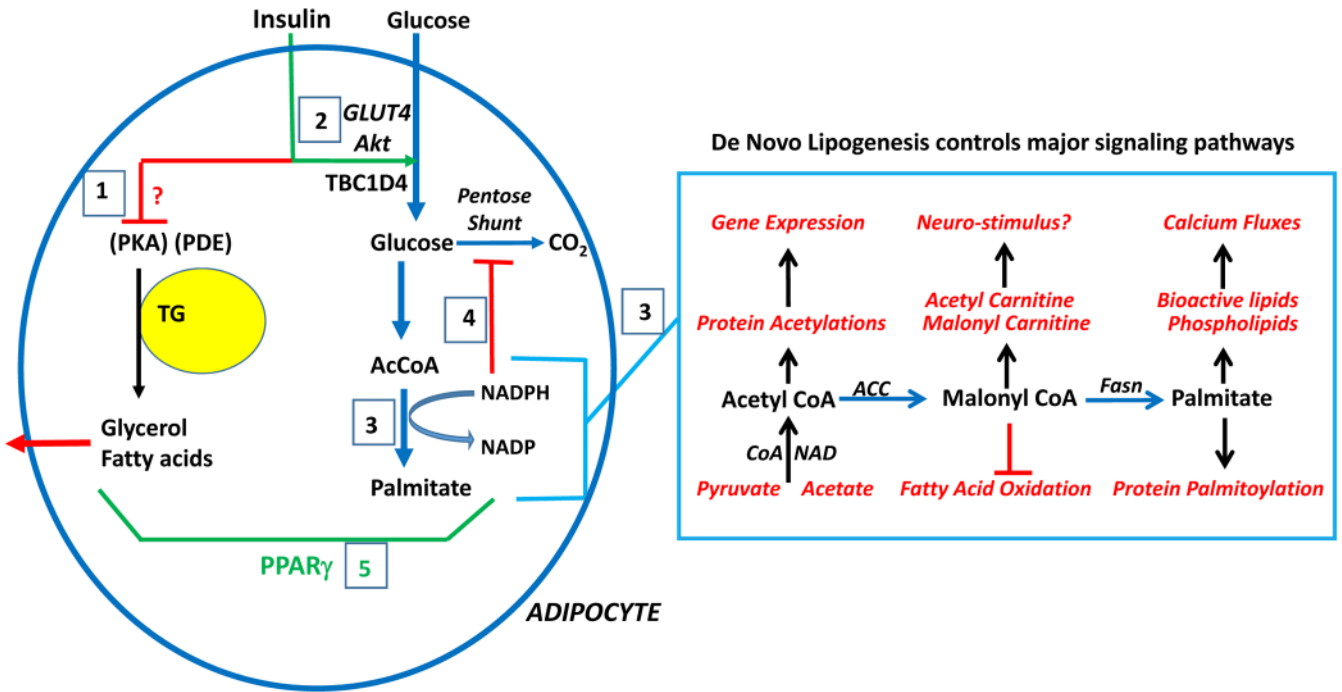 Insulin
Glucose
2
GLUT4
Akt
TBC1D4
1
?
(PKA) (PDE)
Pentose
Shunt
Glucose
CO₂
TG
4
AcCoA
NADPH
3
NADP
Glycerol
Fatty acids
Palmitate
PPARγ
5
ADIPOCYTE
3
De Novo Lipogenesis controls major signaling pathways
Gene Expression
Neuro-stimulus?
Calcium Fluxes
Protein Acetylations
Acetyl Carnitine
Malonyl Carnitine
Bioactive lipids
Phospholipids
Acetyl CoA
ACC
Malonyl CoA
Fasn
Palmitate
CoA NAD
Pyruvate Acetate
Fatty Acid Oxidation
Protein Palmitoylation